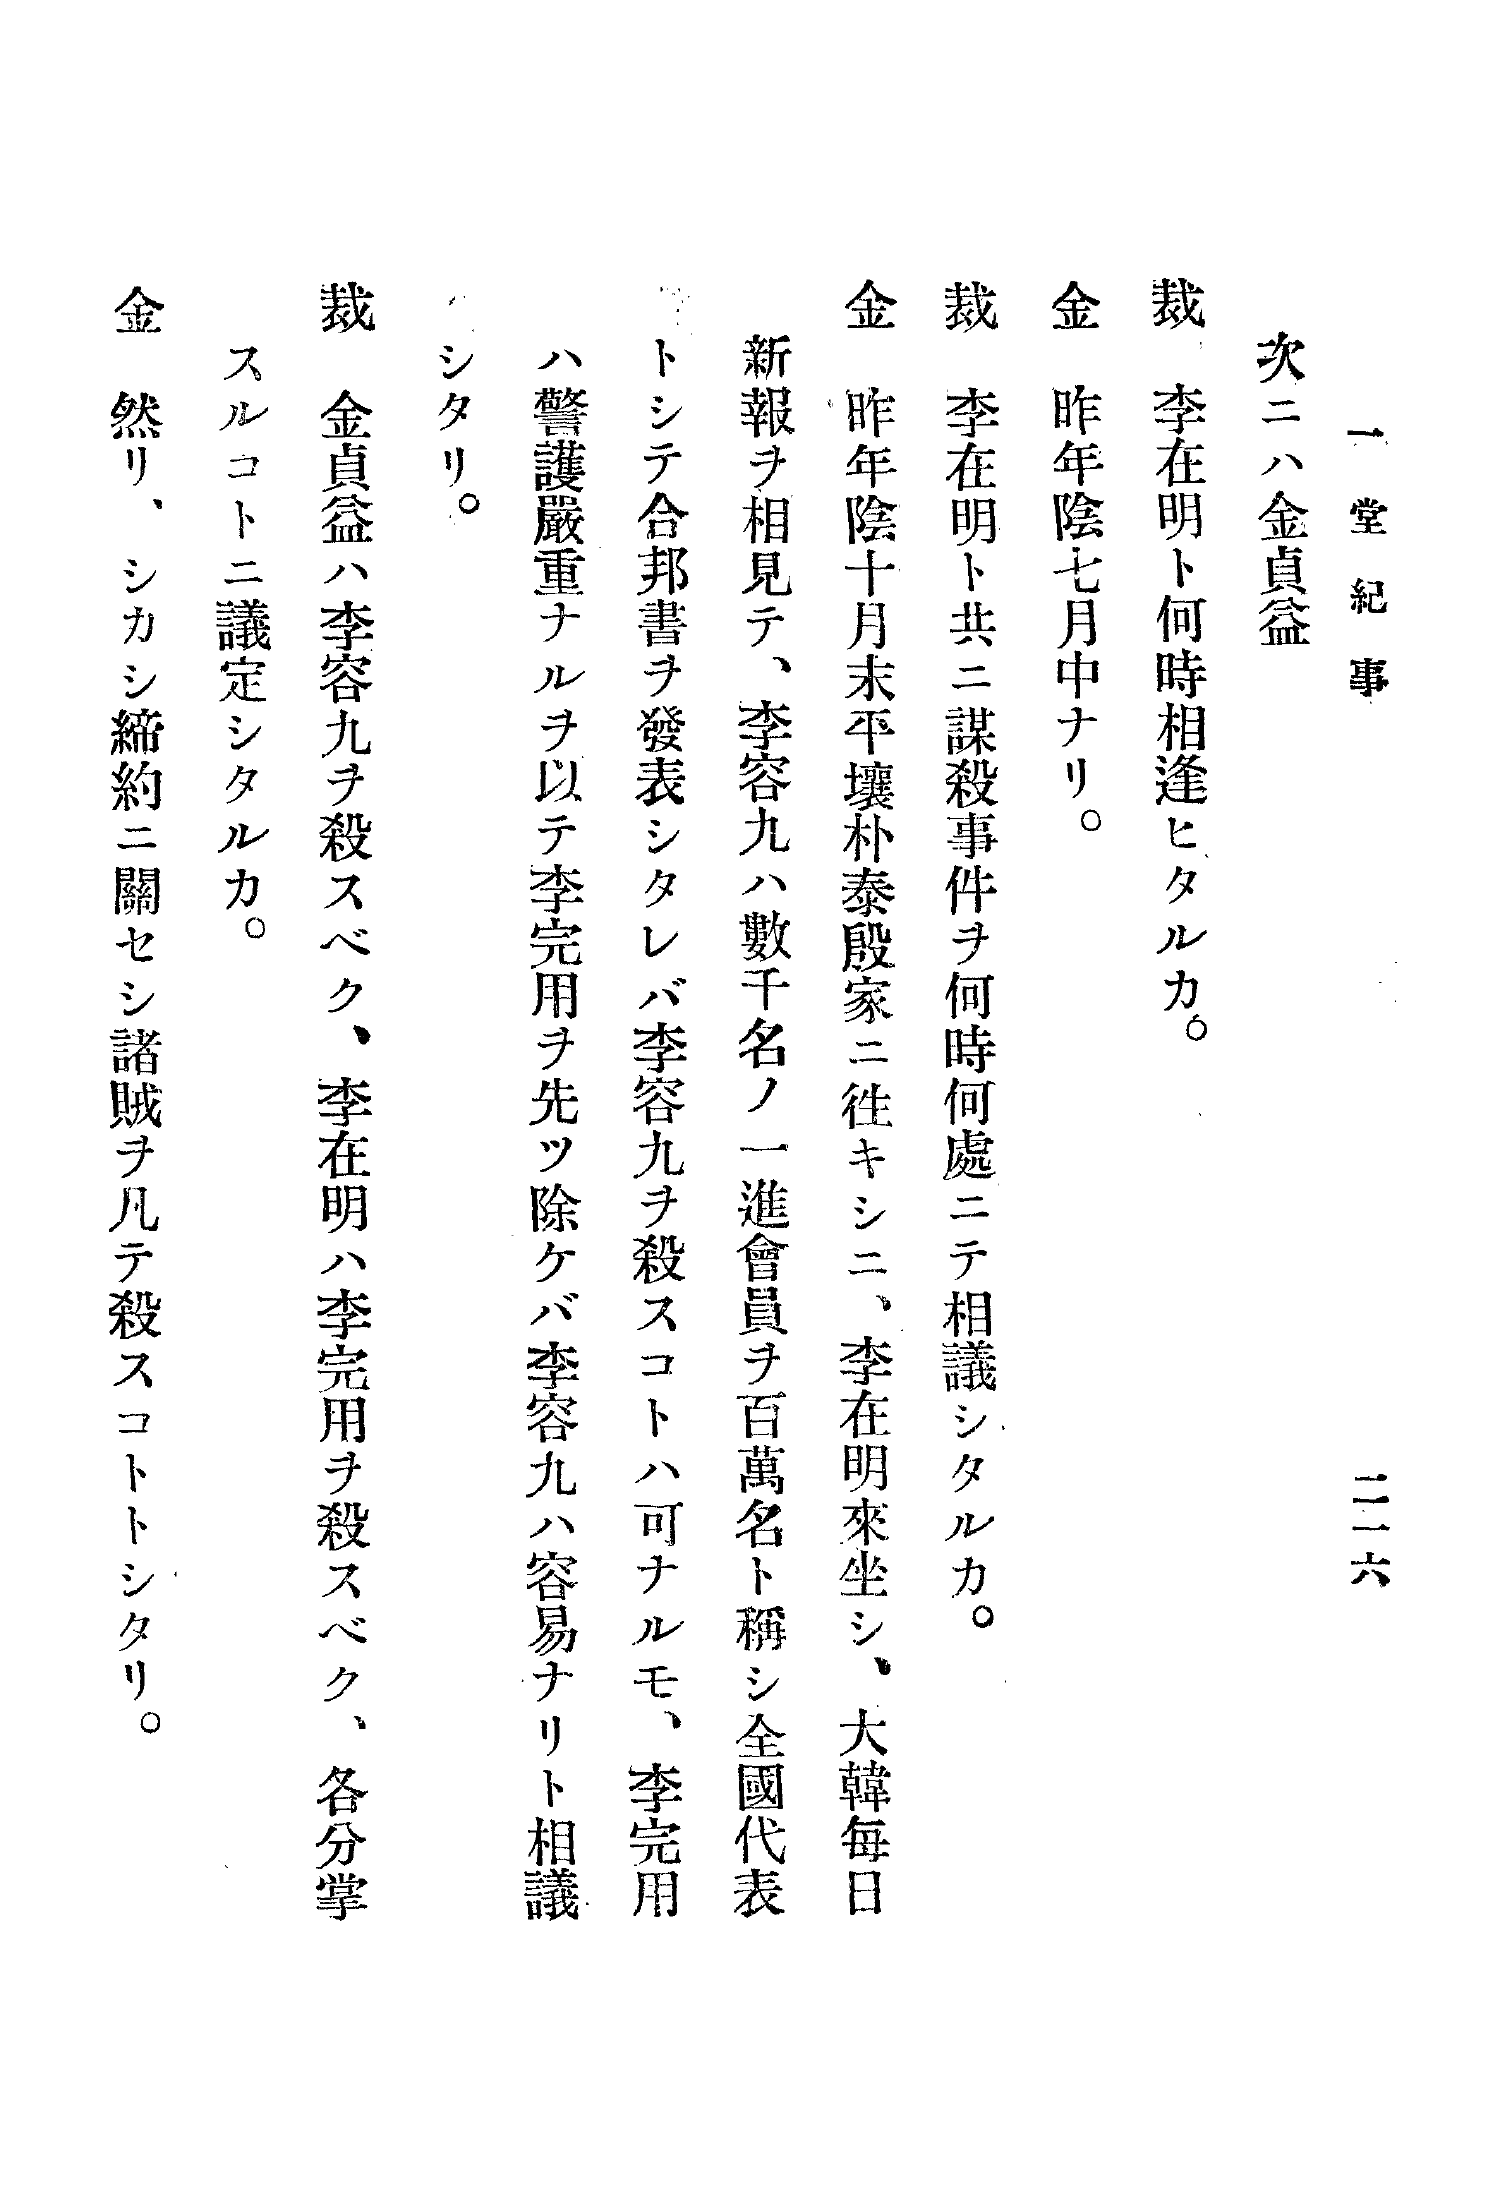 一堂紀事
二一六
次ニハ金貞益
裁　李在明ト何時相逢ヒタルカ。
金　昨年陰七月中ナリ。
裁　李在明ト共ニ謀殺事件ヲ何時何處ニテ相議シタルカ。
金　昨年陰十月末平壤朴泰殷家ニ徃キシニ、李在明來坐シ、大韓每日
新報ヲ相見テ、李容九ハ數千名ノ一進會員ヲ百萬名ト稱シ全國代表
トシテ合邦書ヲ發表シタレバ李容九ヲ殺スコトハ可ナルモ、李完用
ハ警護嚴重ナルヲ以テ李完用ヲ先ツ除ケバ李容九ハ容易ナリト相議
シタリ。
裁　金貞益ハ李容九ヲ殺スベク、李在明ハ李完用ヲ殺スベク、各分掌
スルコトニ議定シタルカ。
金　然リ、シカシ締約ニ關セシ諸賊ヲ凡テ殺スコトトシタリ。